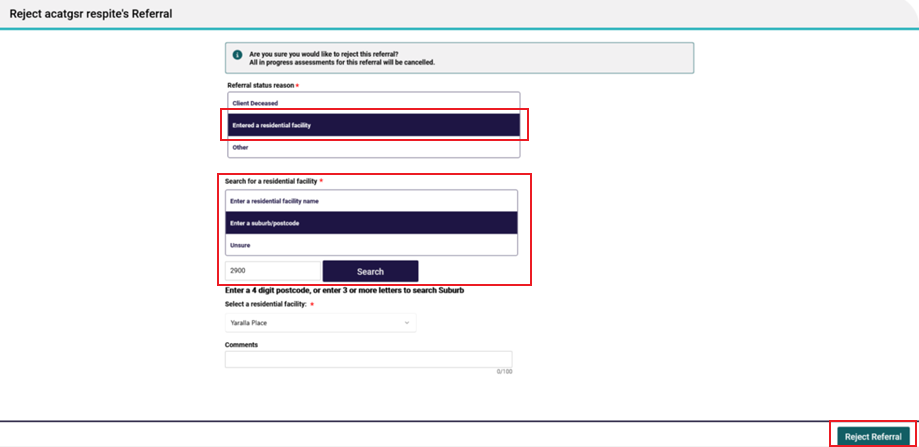 Reject acatgsr respite's Referral
Are you sure you would like to reject this referral?
All in progress assessments for this referral will be cancelled.
Referral status reason *
Client Deceased
Entered a residential facility
Other
Search for a residential facility *
Enter a residential facility name
Enter a suburb/postcode
Unsure
2900 Search
Enter a 4 digit postcode, or enter 3 or more letters to search Suburb
Select a residential facility: *
Yaralla Place
Comments
0/100
Reject Referral